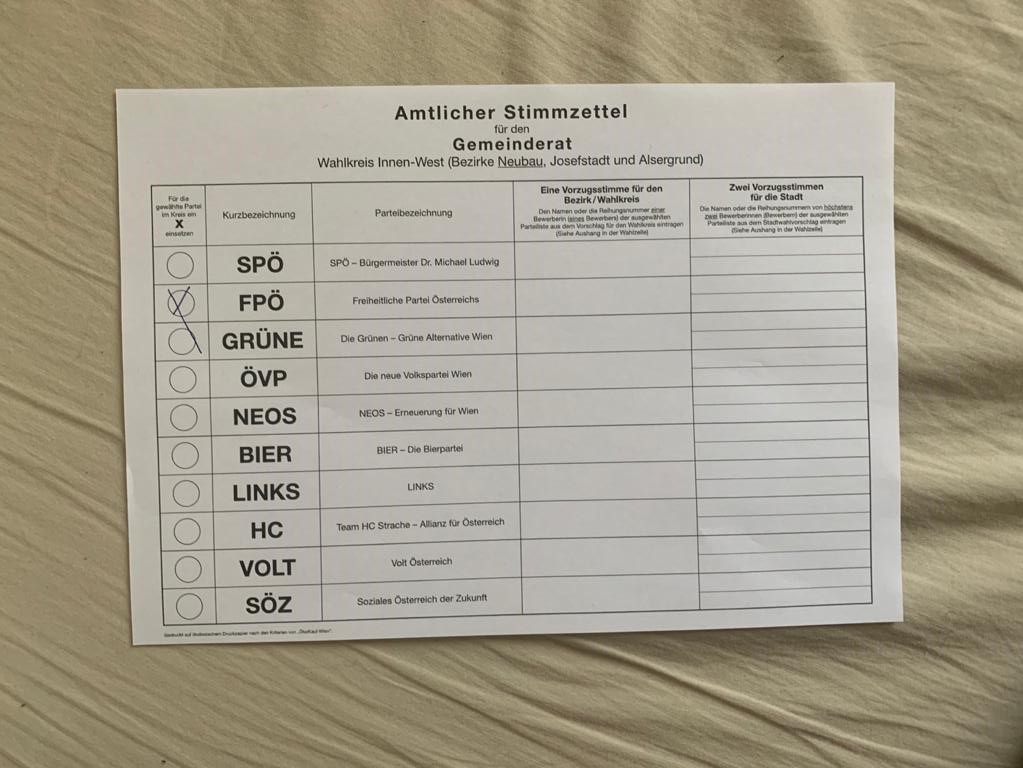 Amtlicher Stimmzettel
für den
Gemeinderat
Wahlkreis Innen-West (Bezirke Neubau, Josefstadt und Alsergrund)
Für die
gewählte Partei
im Kreis ein
X
einsetzen
Kurzbezeichnung
Parteibezeichnung
Eine Vorzugsstimme für den
Bezirk/Wahlkreis
Den Namen oder die Reihungsnummer einer
Bewerberin (eines Bewerbers) der ausgewählten
Parteiliste aus dem Vorschlag für den Wahlkreis eintragen
(Siehe Aushang in der Wahlzelle)
Zwei Vorzugsstimmen
für die Stadt
Die Namen oder die Reihungsnummern von höchstens
zwei Bewerberinnen (Bewerbern) der ausgewählten
Parteiliste aus dem Stadtwahlvorschlag eintragen
(Siehe Aushang in der Wahlzelle)
SPÖ SPÖ – Bürgermeister Dr. Michael Ludwig
X FPÖ Freiheitliche Partei Österreichs
GRÜNE Die Grünen – Grüne Alternative Wien
ÖVP Die neue Volkspartei Wien
NEOS NEOS – Erneuerung für Wien
BIER BIER – Die Bierpartei
LINKS LINKS
HC Team HC Strache – Allianz für Österreich
VOLT Volt Österreich
SÖZ Soziales Österreich der Zukunft
Gedruckt auf ökologischem Druckpapier nach den Kriterien von „ÖkoKauf Wien“.